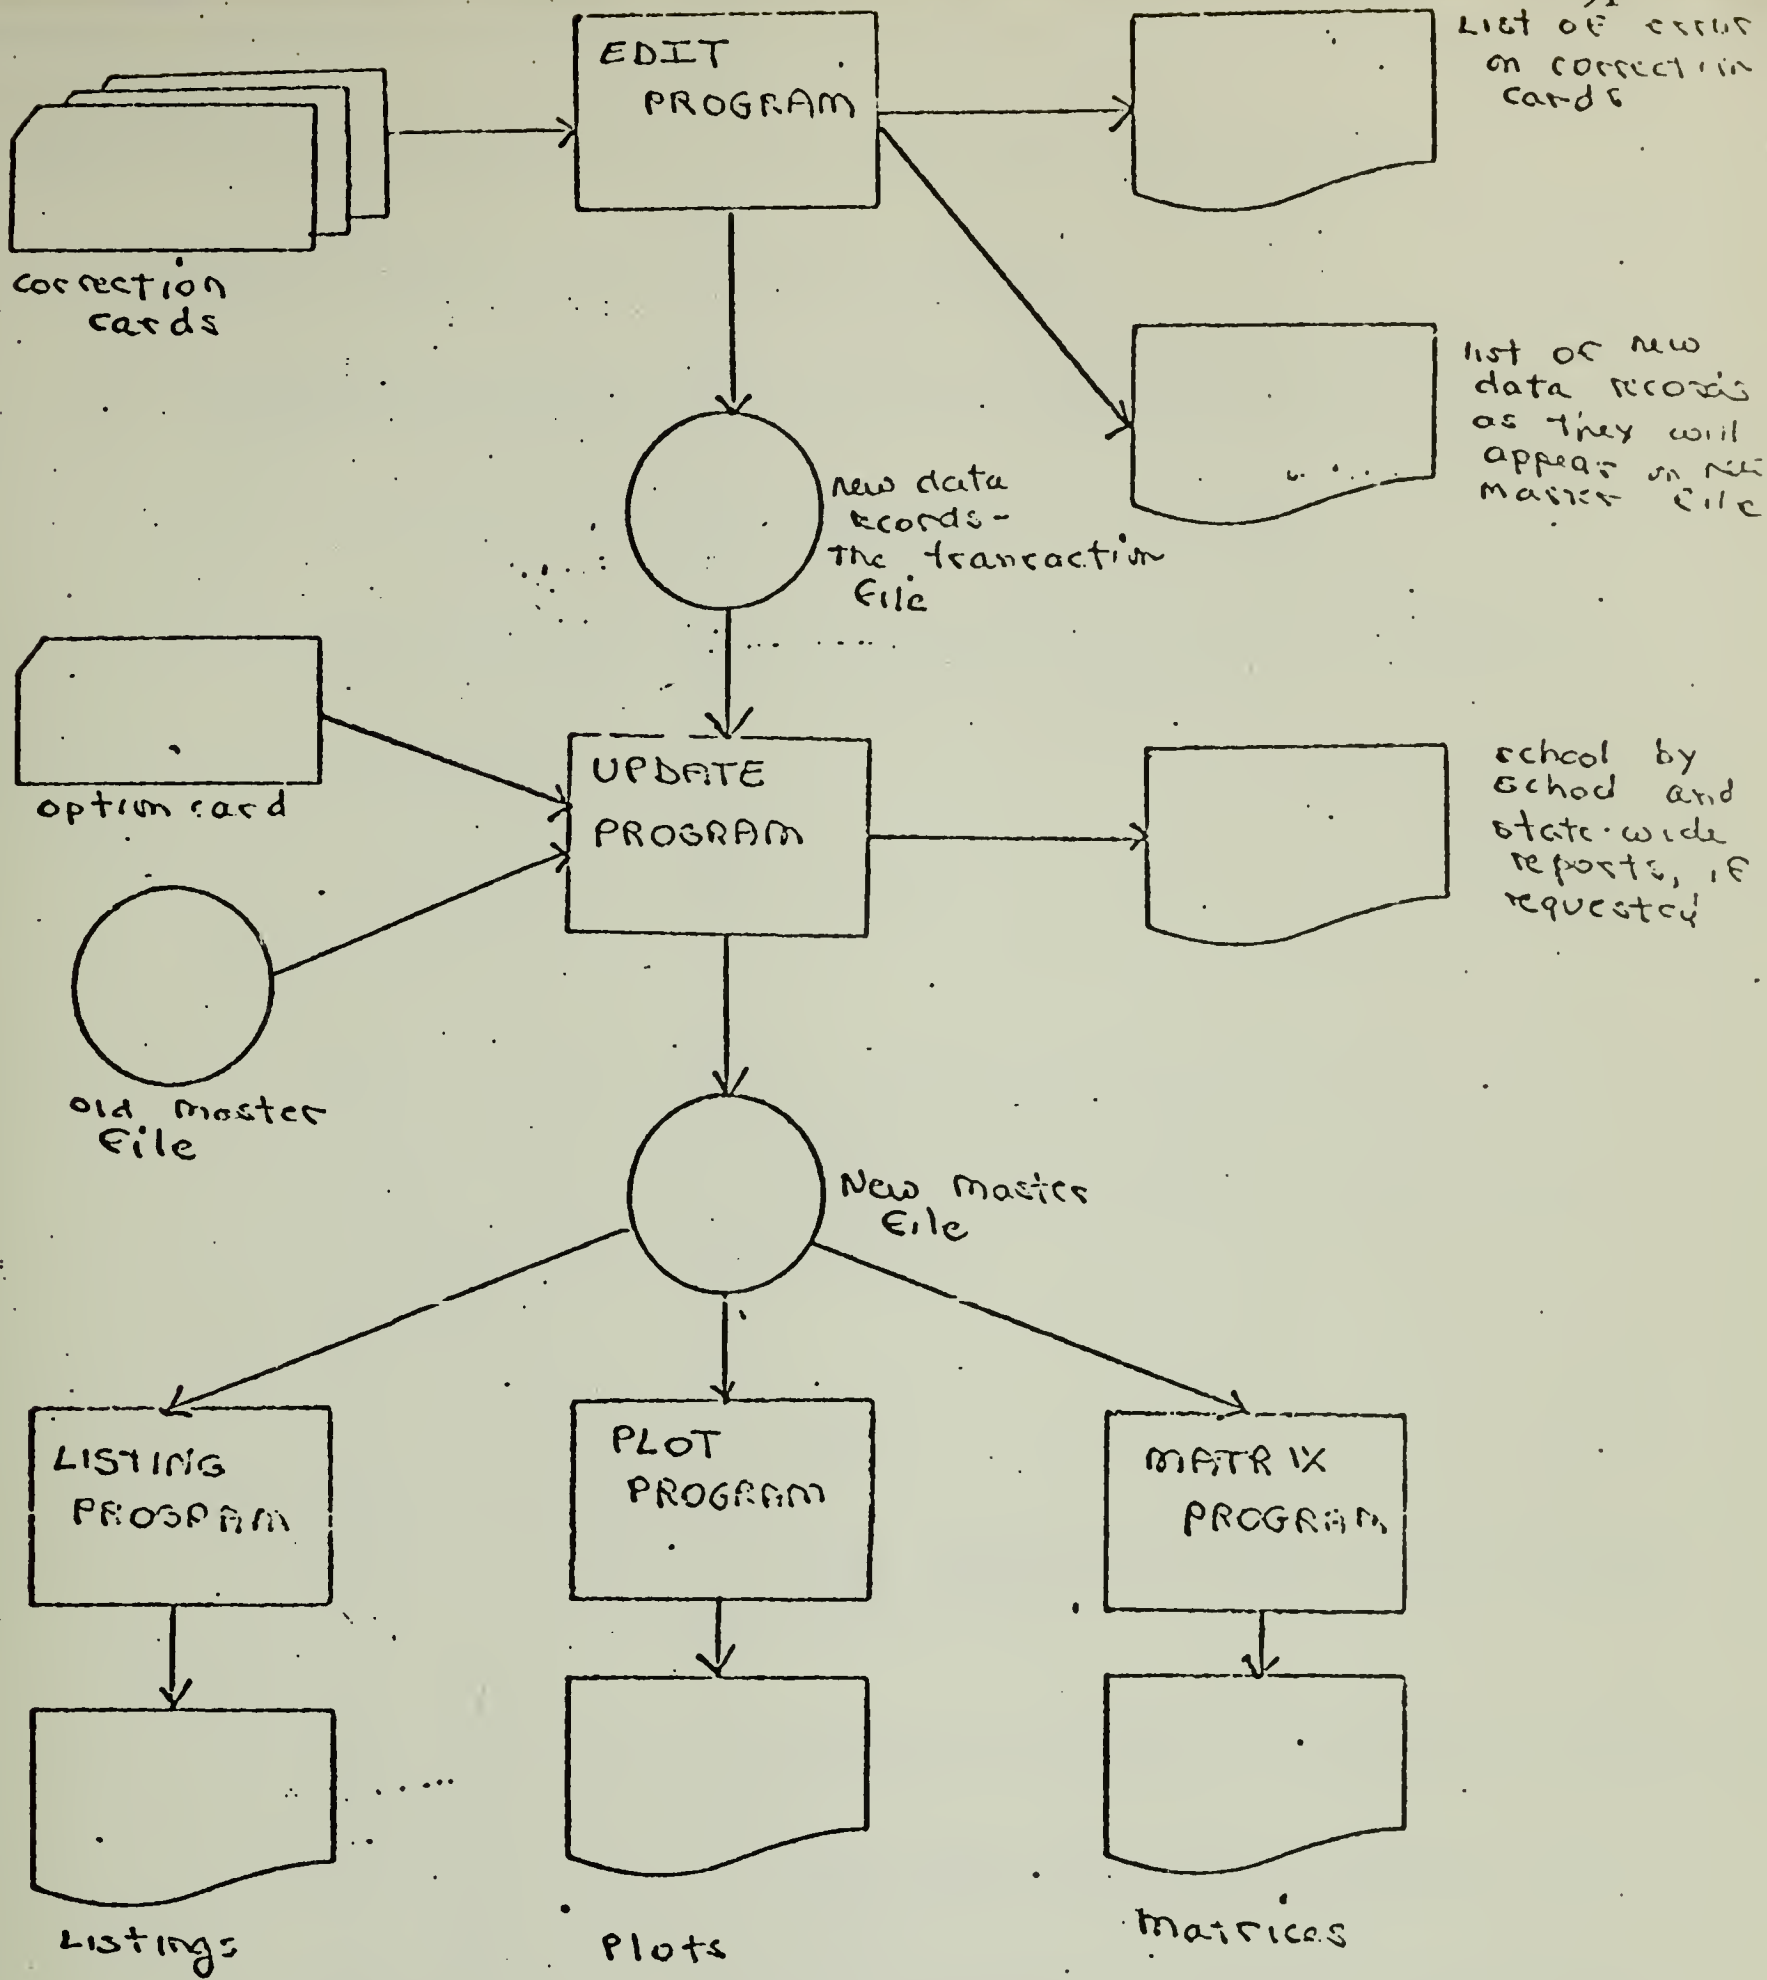 EDIT
PROGRAM
List of error
on correction
cards
correction
cards
list of new
data records
as they will
appear on
master file
new data
records-
the transaction
file
option card
UPDATE
PROGRAM
school by
school and
state-wide
reports, if
requested
old master
file
New master
file
LISTING
PROGRAM
PLOT
PROGRAM
MATRIX
PROGRAM
Listings
Plots
Matrices